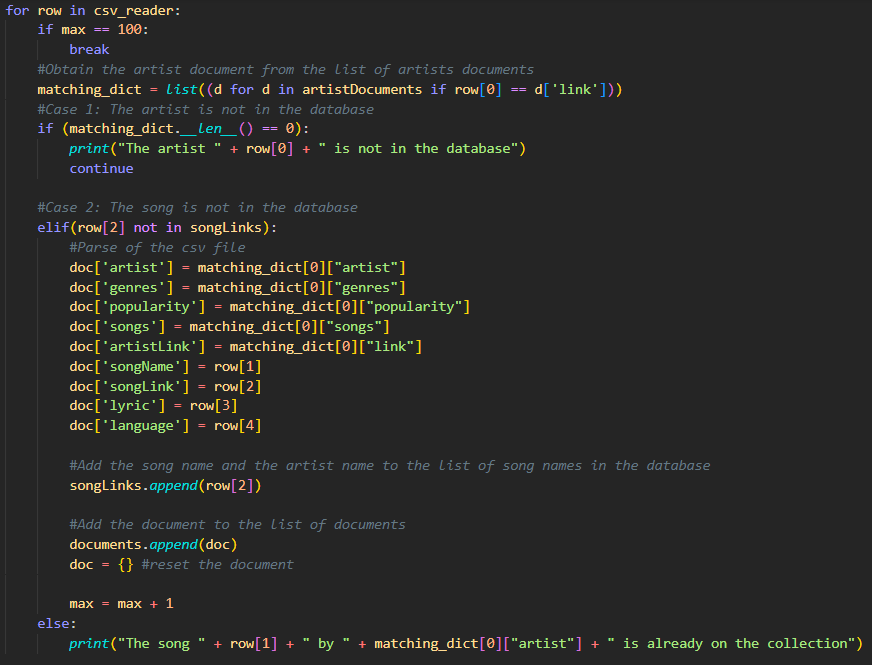 for row in csv_reader:
    if max == 100:
        break
    #Obtain the artist document from the list of artists documents
    matching_dict = list((d for d in artistDocuments if row[0] == d['link']))
    #Case 1: The artist is not in the database
    if (matching_dict.__len__() == 0):
        print("The artist " + row[0] + " is not in the database")
        continue

    #Case 2: The song is not in the database
    elif(row[2] not in songLinks):
        #Parse of the csv file
        doc['artist'] = matching_dict[0]["artist"]
        doc['genres'] = matching_dict[0]["genres"]
        doc['popularity'] = matching_dict[0]["popularity"]
        doc['songs'] = matching_dict[0]["songs"]
        doc['artistLink'] = matching_dict[0]["link"]
        doc['songName'] = row[1]
        doc['songLink'] = row[2]
        doc['lyric'] = row[3]
        doc['language'] = row[4]

        #Add the song name and the artist name to the list of song names in the database
        songLinks.append(row[2])

        #Add the document to the list of documents
        documents.append(doc)
        doc = {} #reset the document

        max = max + 1
    else:
        print("The song " + row[1] + " by " + matching_dict[0]["artist"] + " is already on the collection")